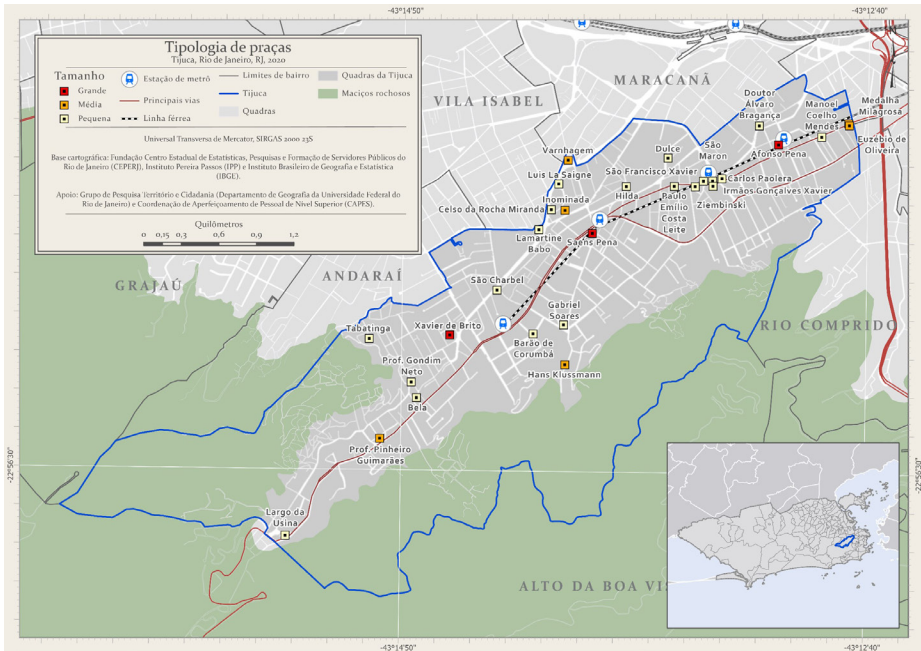 -43°14'50"
-43°12'40"
Tipologia de praças
Tijuca, Rio de Janeiro, RJ, 2020
Tamanho
Grande
Média
Pequena
Estação de metrô
Principais vias
Linha férrea
Limites de bairro
Tijuca
Quadras
Quadras da Tijuca
Maciços rochosos
Universal Transversa de Mercator, SIRGAS 2000 23S
Base cartográfica: Fundação Centro Estadual de Estatísticas, Pesquisas e Formação de Servidores Públicos do
Rio de Janeiro (CEPERJ), Instituto Pereira Passos (IPP) e Instituto Brasileiro de Geografia e Estatística
(IBGE).
Apoio: Grupo de Pesquisa Território e Cidadania (Departamento de Geografia da Universidade Federal do
Rio de Janeiro) e Coordenação de Aperfeiçoamento de Pessoal de Nível Superior (CAPES).
Quilômetros
0 0,15 0,3 0,6 0,9 1,2
N
MARACANÃ
VILA ISABEL
Doutor
Álvaro
Bragança
Manoel
Coelho
Mendes
Medalha
Milagrosa
Euzébio de
Oliveira
Afonso Pena
Varnhagem
Dulce
São
Maron
Luis La Saigne
São Francisco Xavier
Carlos Paolera
Irmãos Gonçalves Xavier
Hilda
Paulo
Emilio
Costa
Leite
Ziembinski
Inominada
Celso da Rocha Miranda
Lamartine
Babo
Saens Pena
ANDARAÍ
GRAJAÚ
São Charbel
Gabriel
Soares
RIO COMPRIDO
Tabatinga
Xavier de Brito
Barão de
Corumbá
Prof. Gondim
Neto
Hans Klussmann
Bela
Prof. Pinheiro
Guimarães
-22°56'30"
-22°56'30"
Largo da
Usina
ALTO DA BOA VIS
-43°14'50"
-43°12'40"